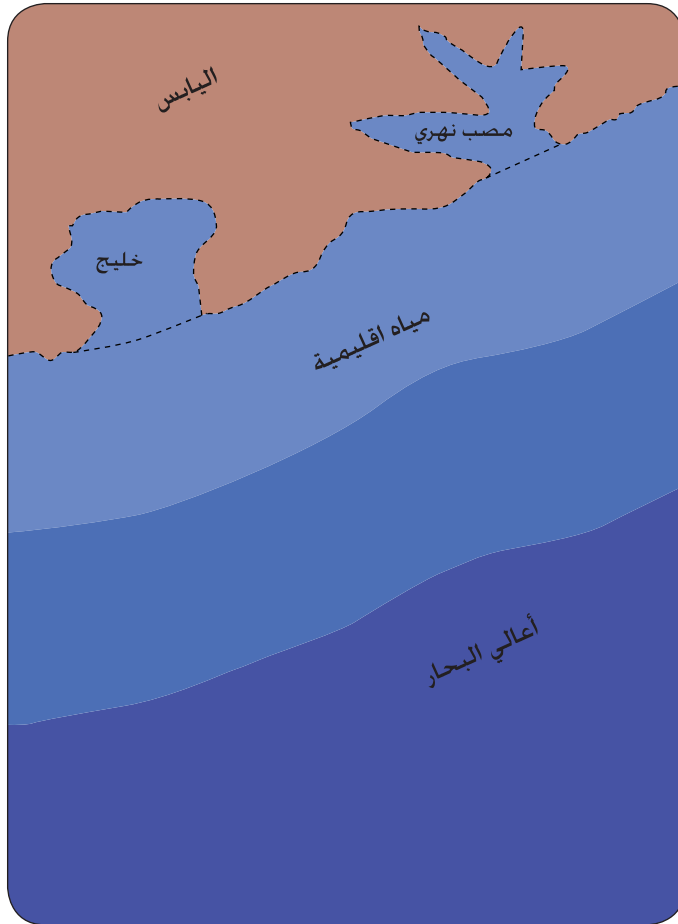 اليابس
مصب نهري
خليج
مياه اقليمية
أعالي البحار